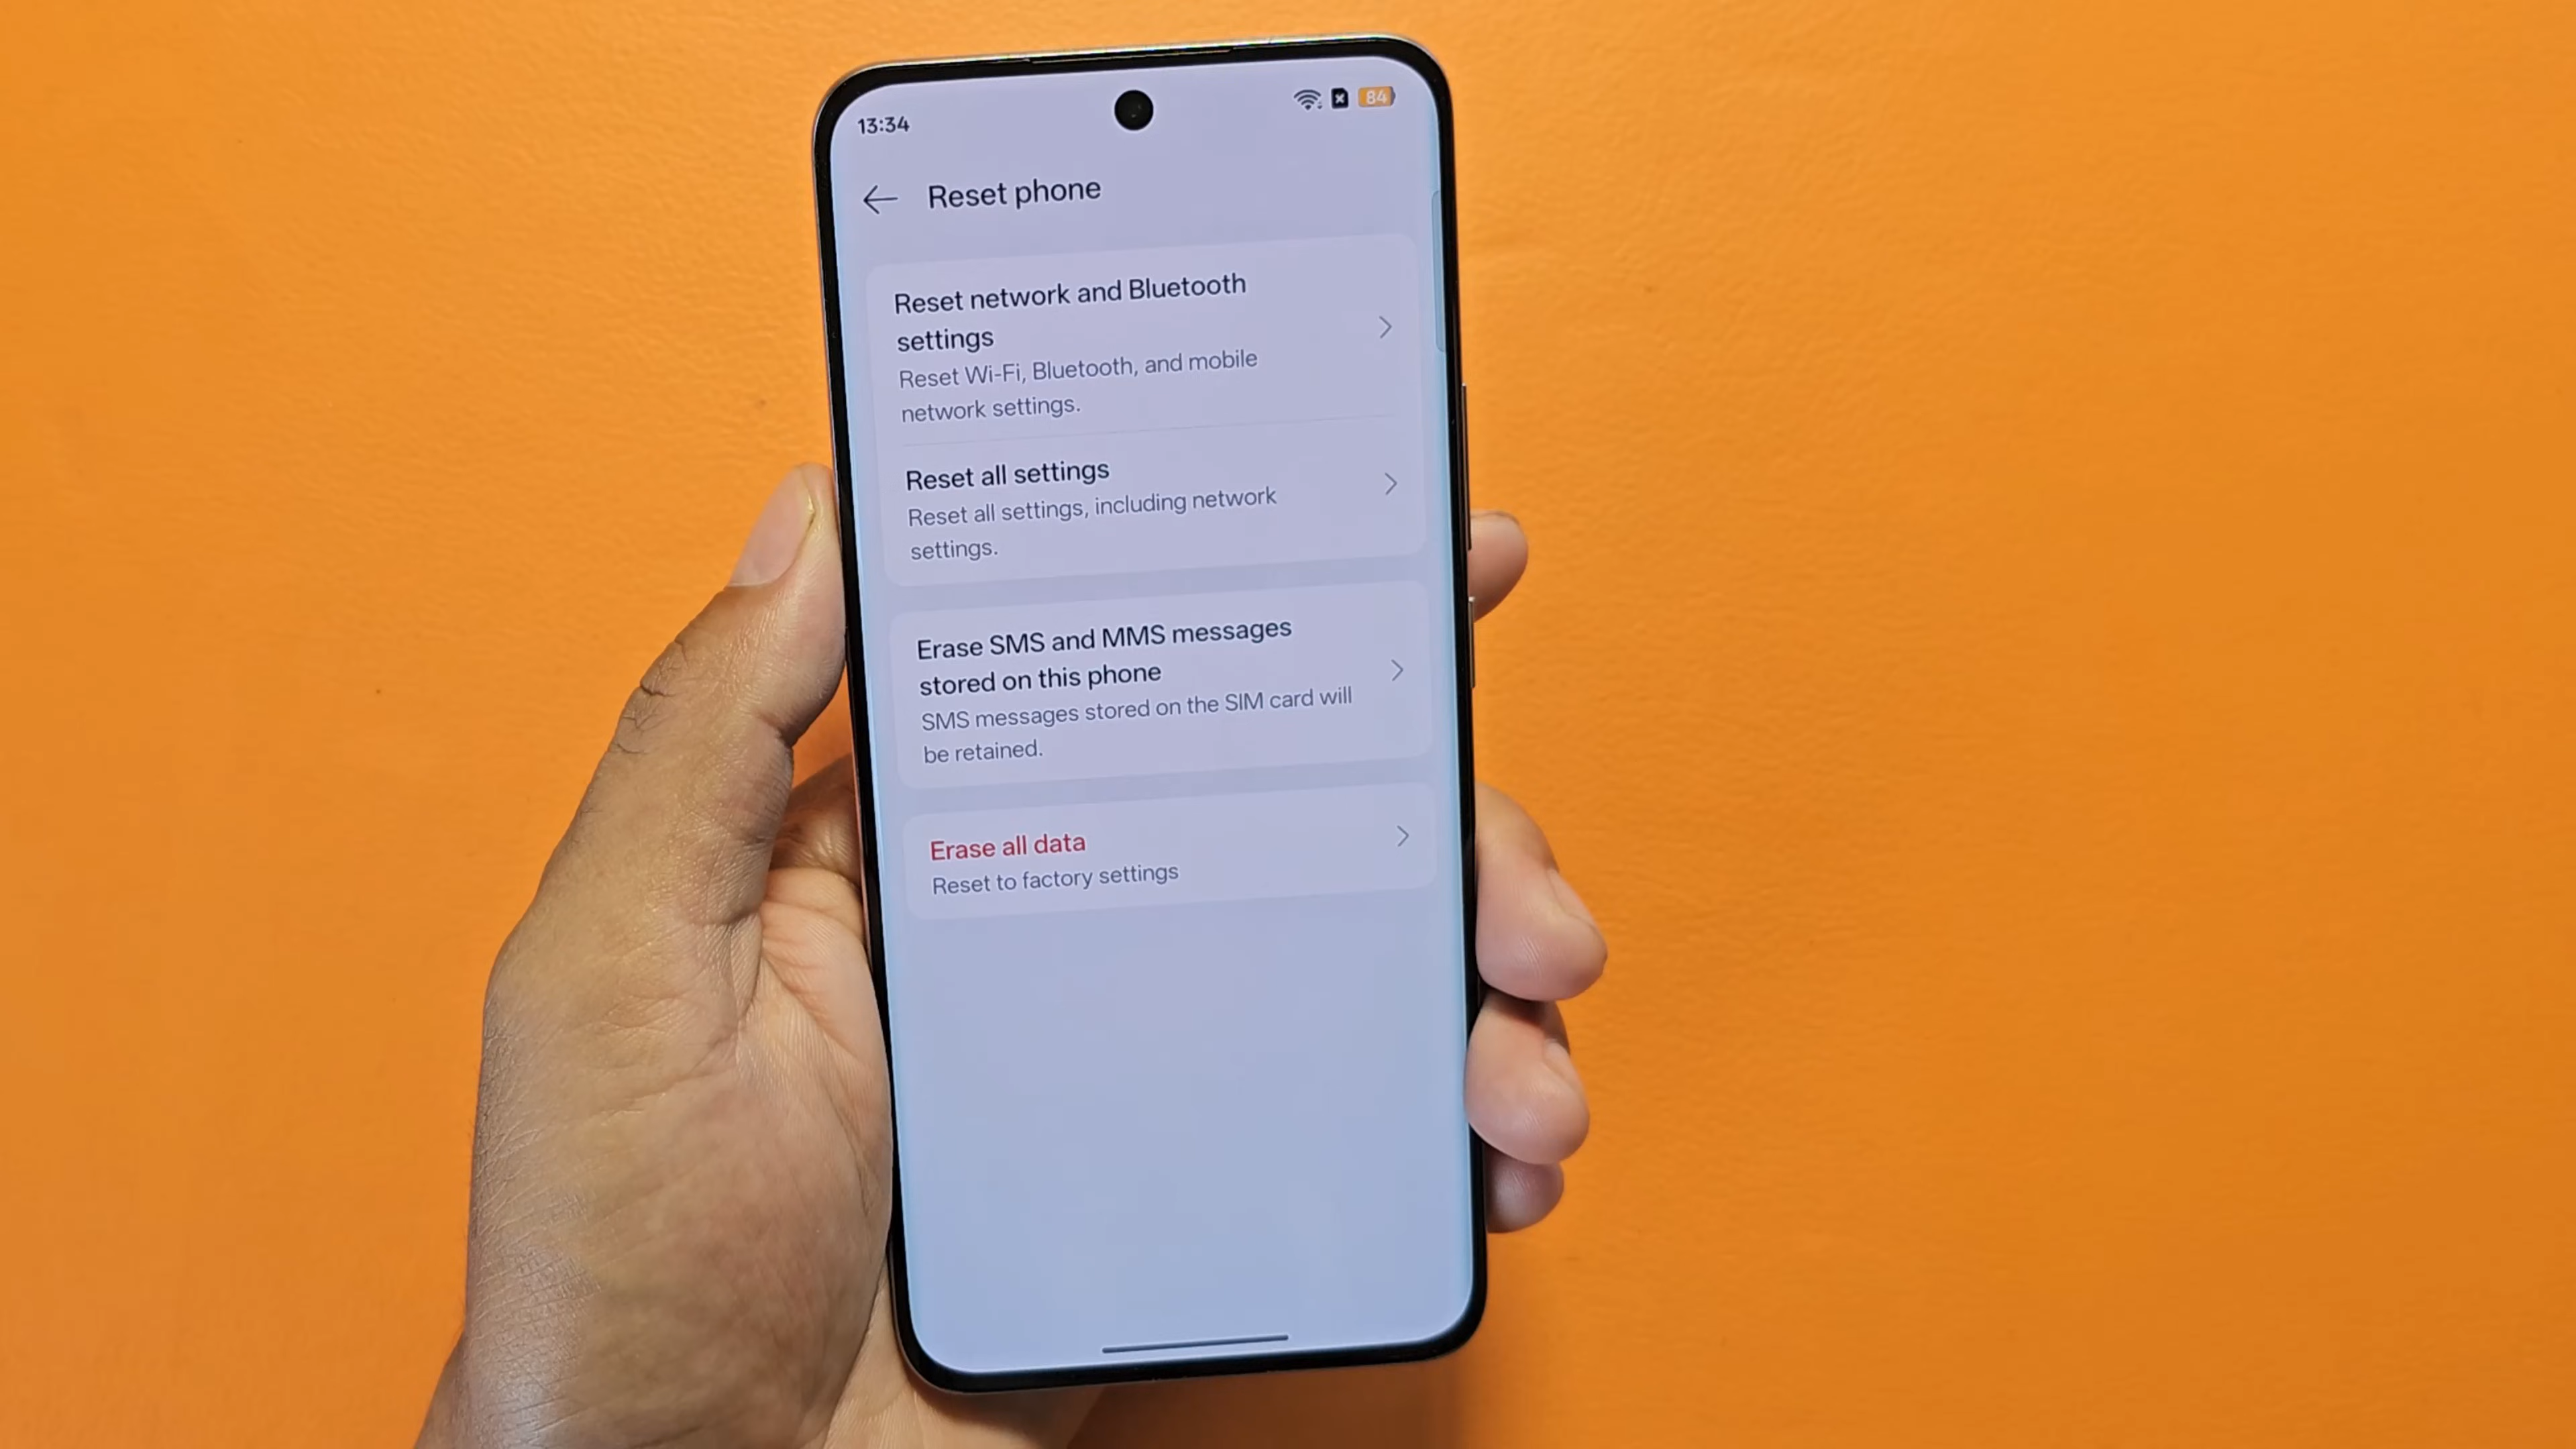 13:34
84
Reset phone
Reset network and Bluetooth
settings
Reset Wi-Fi, Bluetooth, and mobile
network settings.
Reset all settings
Reset all settings, including network
settings.
Erase SMS and MMS messages
stored on this phone
SMS messages stored on the SIM card will
be retained.
Erase all data
Reset to factory settings